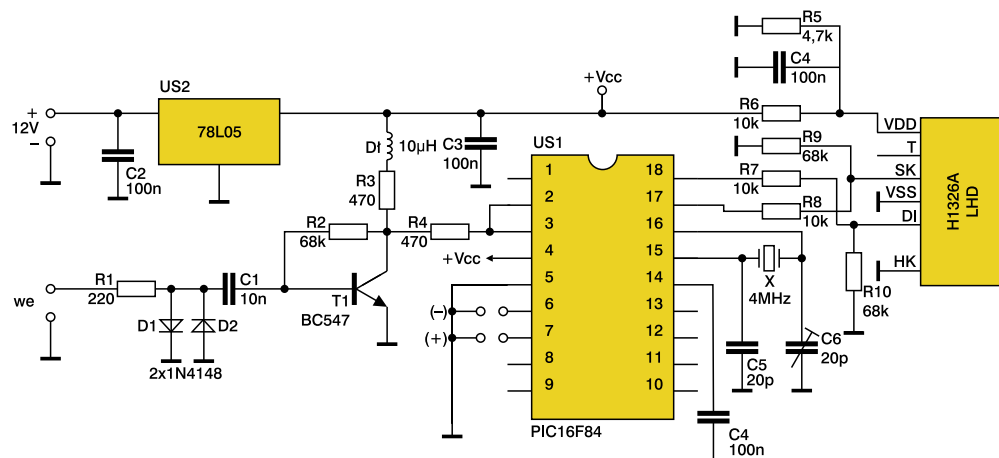 R5
4,7k
C4
100n
+Vcc
US2
+
12V
-
78L05
C2
100n
Df 10µH
C3
100n
R3
470
R6
10k
R9
68k
R7
10k
R8
10k
VDD
T
SK
VSS
DI
HK
H1326A
LHD
US1
1 18
2 17
3 16
4 15
5 14
6 13
7 12
8 11
9 10
PIC16F84
R2
68k
R4
470
+Vcc
(-)
(+)
we
R1
220
C1
10n
T1
BC547
D1
D2
2x1N4148
X
4MHz
R10
68k
C5
20p
C6
20p
C4
100n